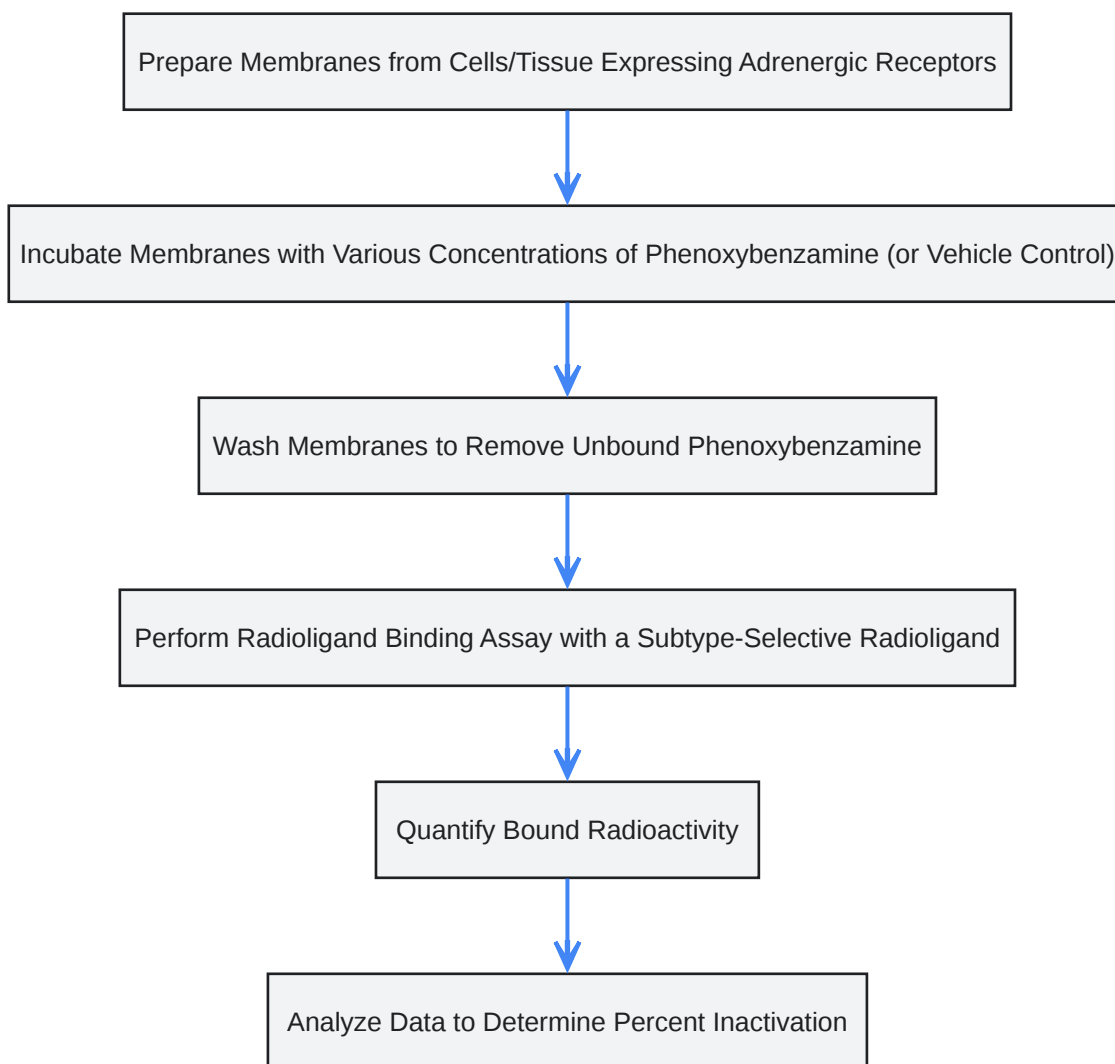 Prepare Membranes from Cells/Tissue Expressing Adrenergic Receptors
Incubate Membranes with Various Concentrations of Phenoxybenzamine (or Vehicle Control)
Wash Membranes to Remove Unbound Phenoxybenzamine
Perform Radioligand Binding Assay with a Subtype-Selective Radioligand
Quantify Bound Radioactivity
Analyze Data to Determine Percent Inactivation